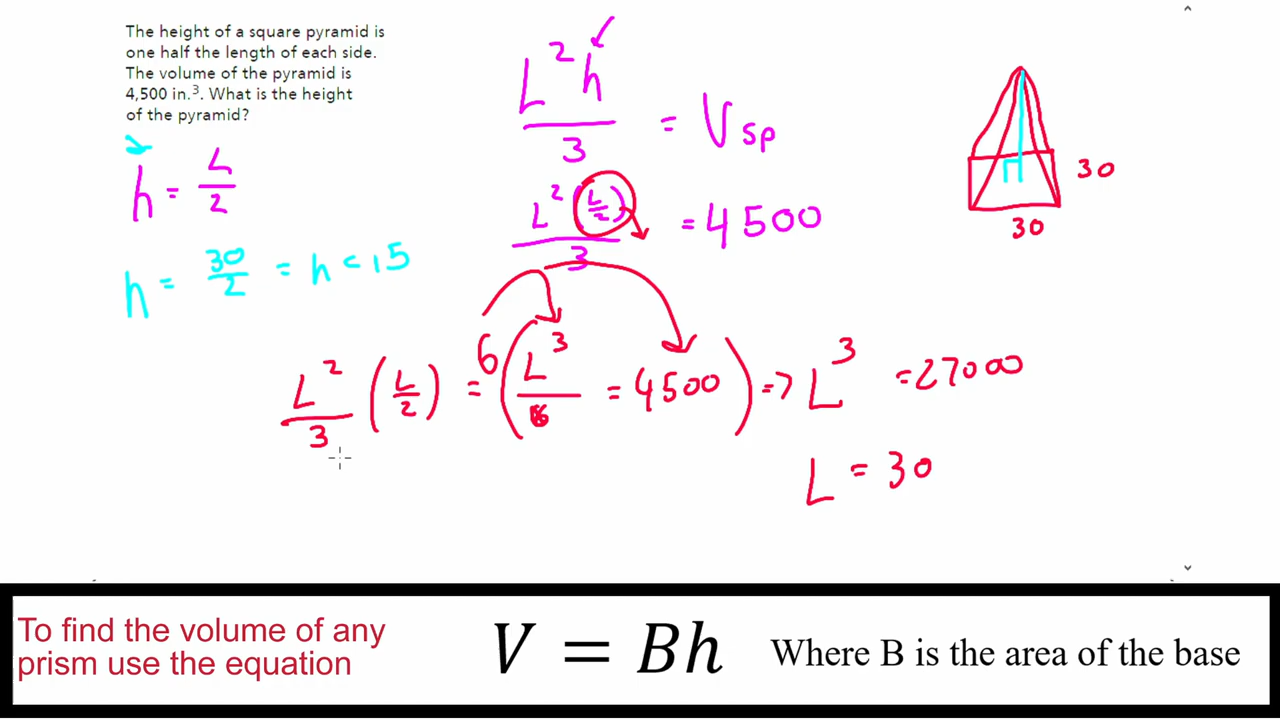 The height of a square pyramid is
one half the length of each side.
The volume of the pyramid is
4,500 in.³. What is the height
of the pyramid?
h = L/2
h = 30/2 = h = 15
L²h/3 = V sp
L²(L/2)/3 = 4500
L²/3 (L/2) = 6(L³/6 = 4500) => L³ = 27000
L = 30
30
30
To find the volume of any
prism use the equation
V = Bh
Where B is the area of the base